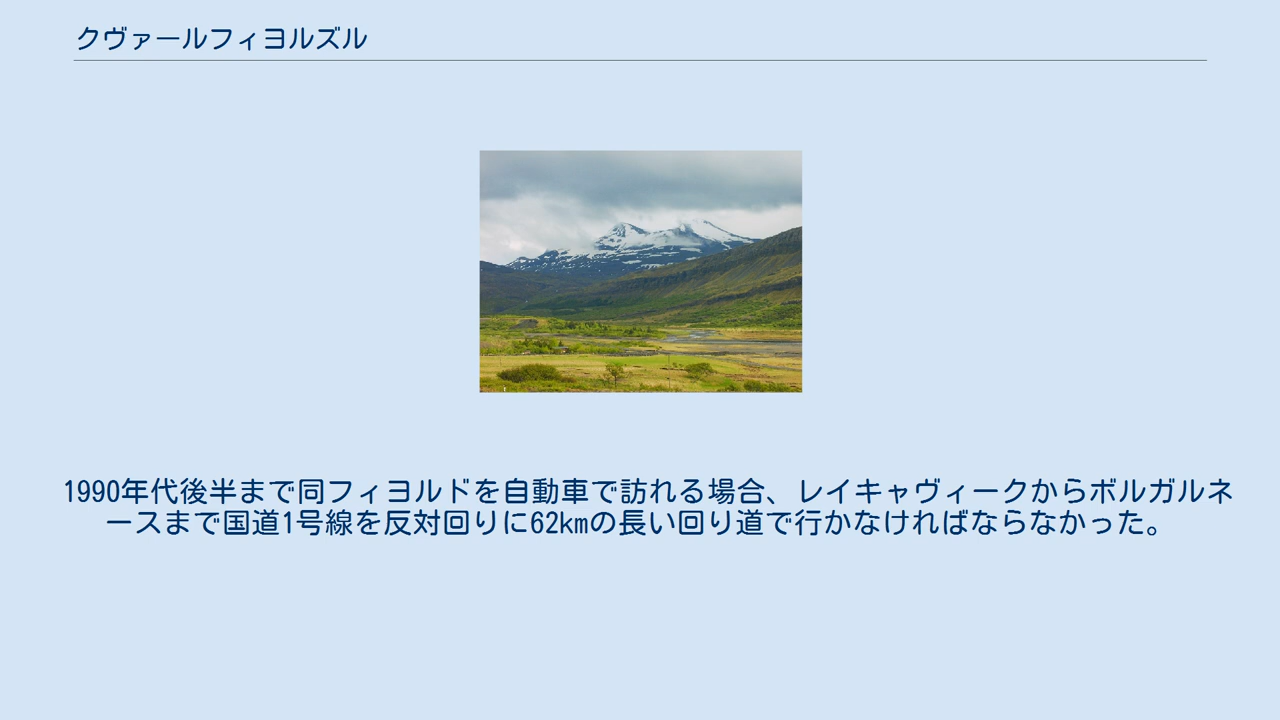 クヴァールフィヨルズル
1990年代後半まで同フィヨルドを自動車で訪れる場合、レイキャヴィークからボルガルネ
ースまで国道1号線を反対回りに62kmの長い回り道で行かなければならなかった。